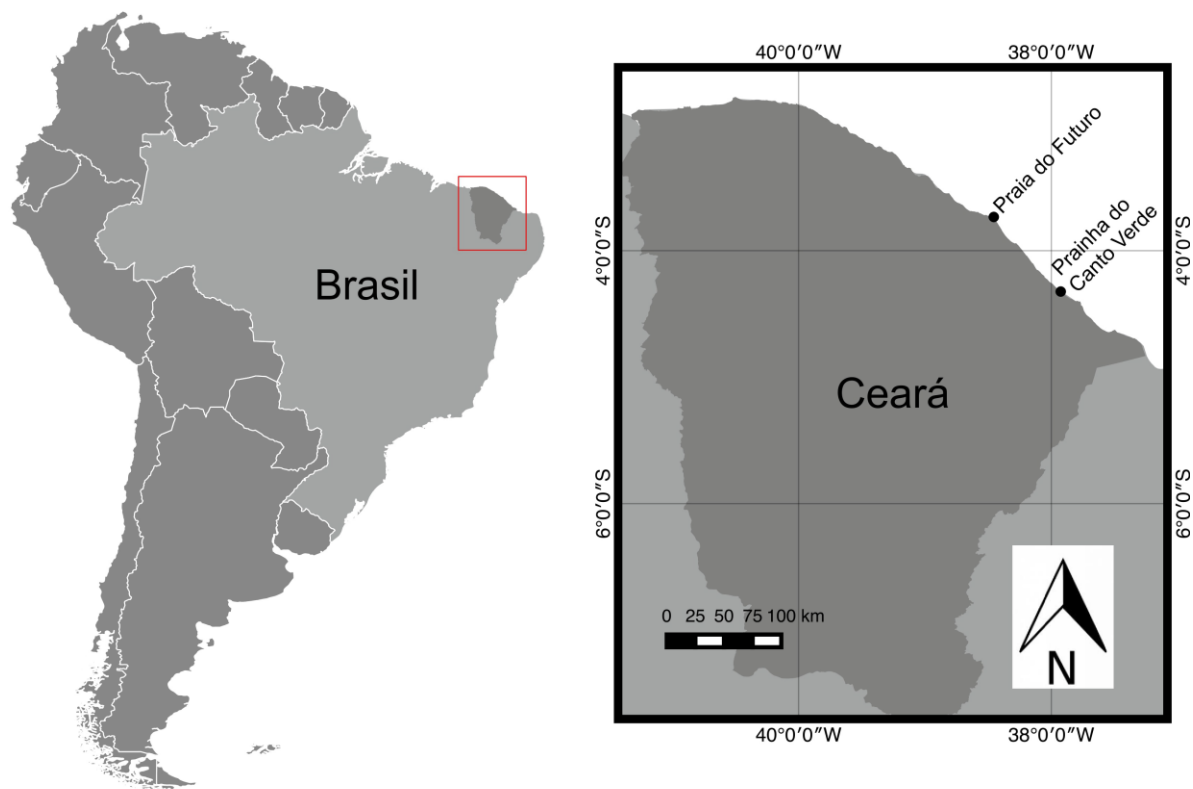 Brasil
40°0′0″W
38°0′0″W
Praia do Futuro
Prainha do
Canto Verde
4°0′0″S
4°0′0″S
Ceará
6°0′0″S
6°0′0″S
0 25 50 75 100 km
N
40°0′0″W
38°0′0″W